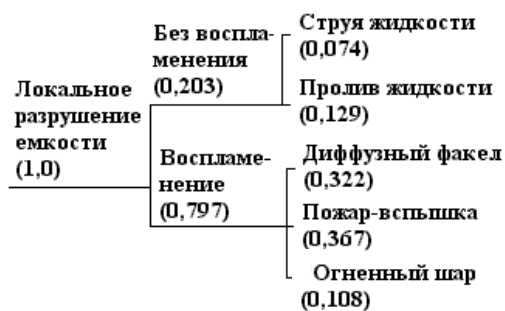 Локальное
разрушение
емкости
(1,0)
Без воспла-
менения
(0,203)
Струя жидкости
(0,074)
Пролив жидкости
(0,129)
Воспламе-
нение
(0,797)
Диффузный факел
(0,322)
Пожар-вспышка
(0,367)
Огненный шар
(0,108)